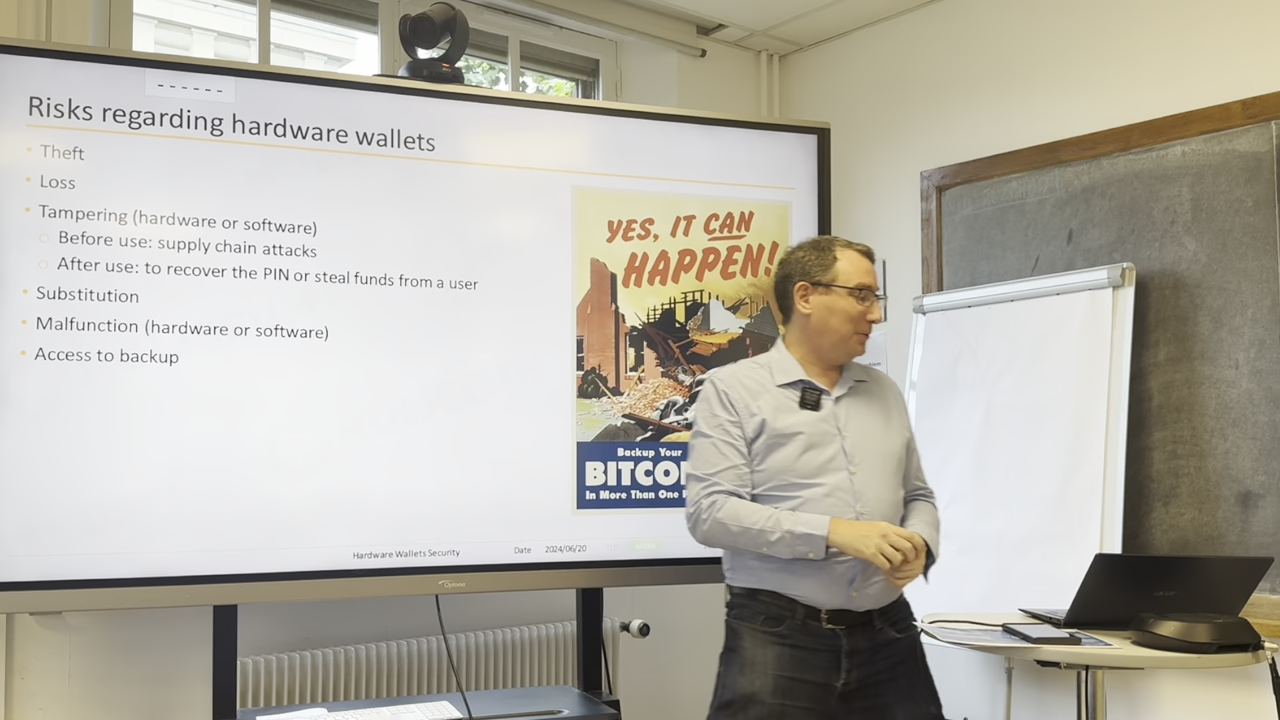 Risks regarding hardware wallets
• Theft
• Loss
• Tampering (hardware or software)
○ Before use: supply chain attacks
○ After use: to recover the PIN or steal funds from a user
• Substitution
• Malfunction (hardware or software)
• Access to backup
YES, IT CAN
HAPPEN!
Backup Your
BITCO
In More Than One
Hardware Wallets Security
Date 2024/06/20
Optoma